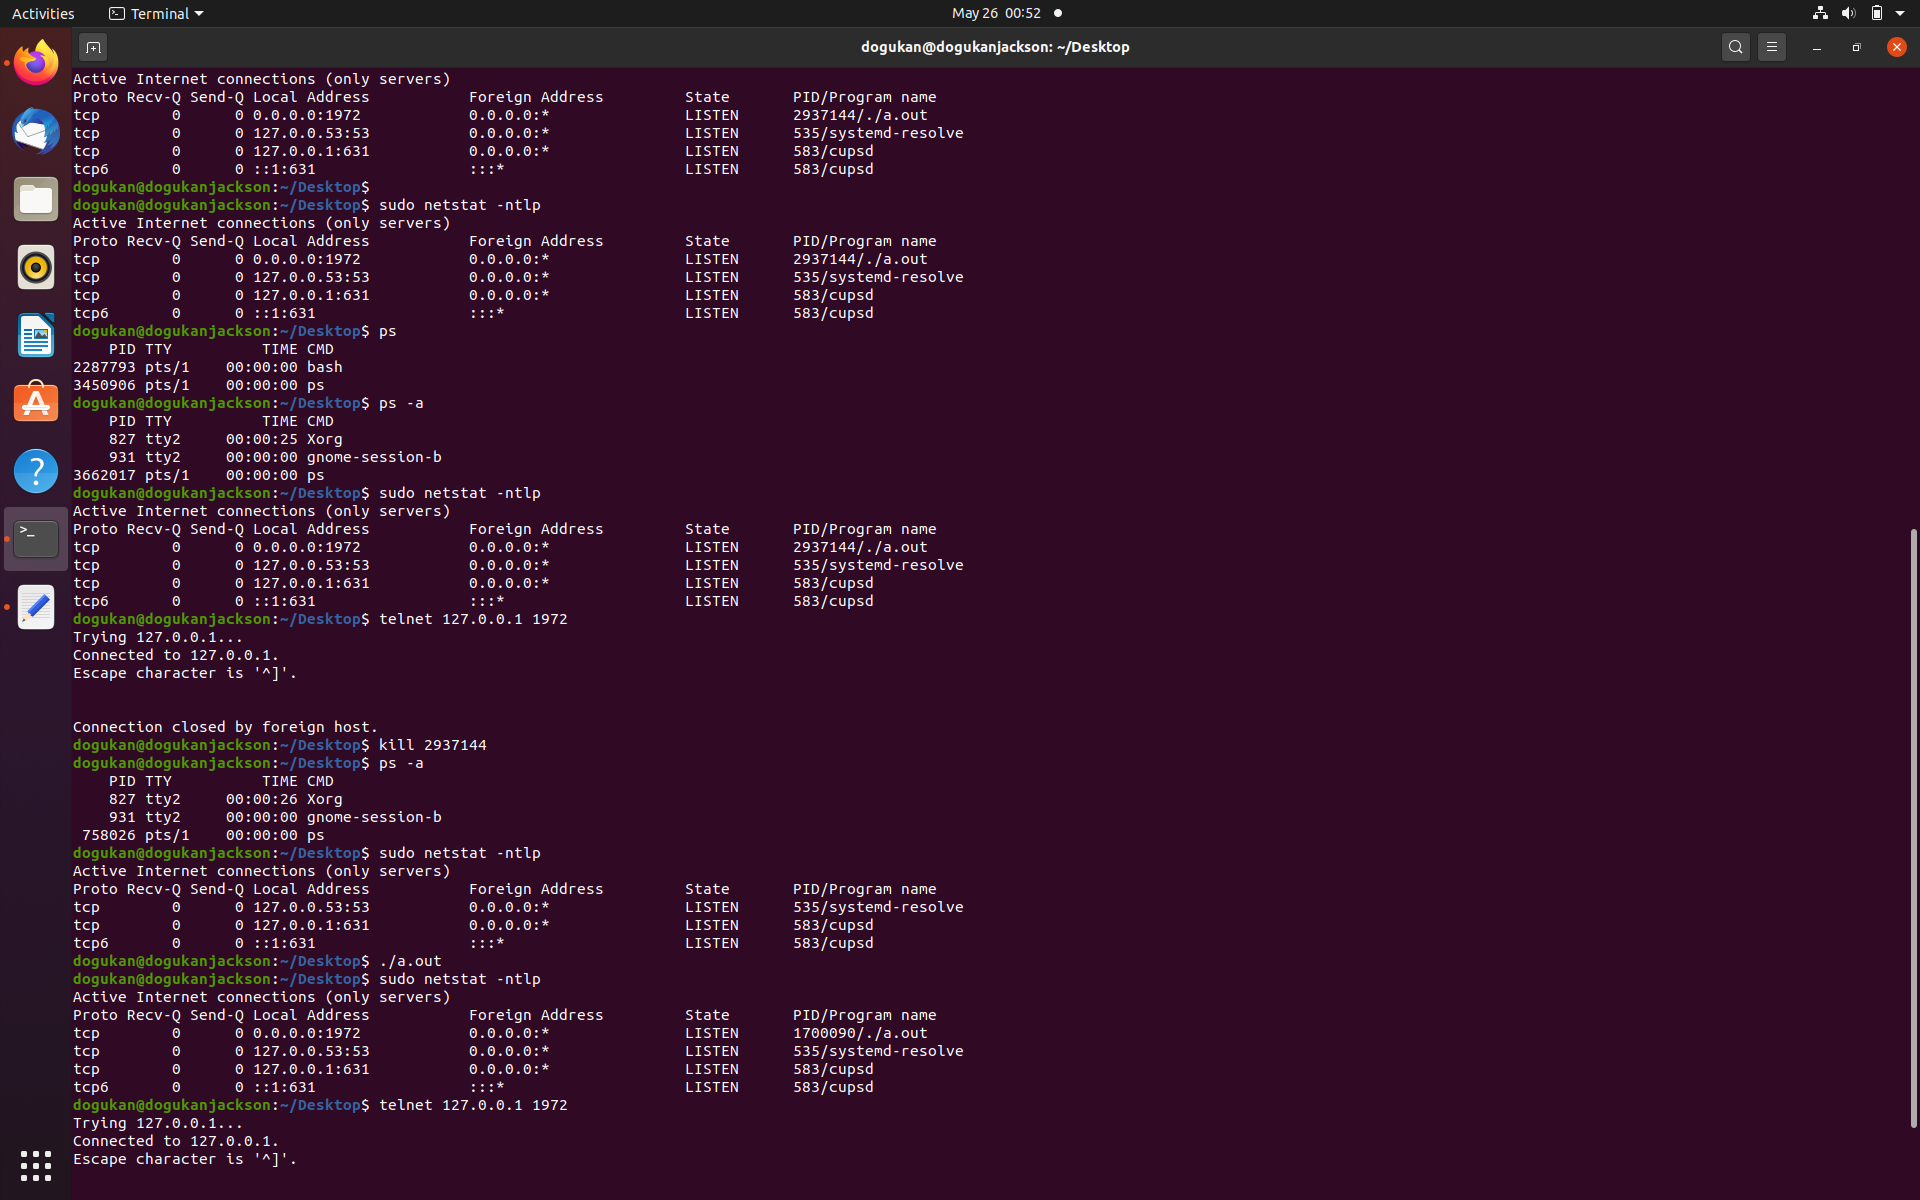 Activities Terminal May 26 00:52
dogukan@dogukanjackson: ~/Desktop
Active Internet connections (only servers)
Proto Recv-Q Send-Q Local Address           Foreign Address         State       PID/Program name
tcp        0      0 0.0.0.0:1972            0.0.0.0:*               LISTEN      2937144/./a.out
tcp        0      0 127.0.0.53:53           0.0.0.0:*               LISTEN      535/systemd-resolve
tcp        0      0 127.0.0.1:631           0.0.0.0:*               LISTEN      583/cupsd
tcp6       0      0 ::1:631                 :::*                    LISTEN      583/cupsd
dogukan@dogukanjackson:~/Desktop$
dogukan@dogukanjackson:~/Desktop$ sudo netstat -ntlp
Active Internet connections (only servers)
Proto Recv-Q Send-Q Local Address           Foreign Address         State       PID/Program name
tcp        0      0 0.0.0.0:1972            0.0.0.0:*               LISTEN      2937144/./a.out
tcp        0      0 127.0.0.53:53           0.0.0.0:*               LISTEN      535/systemd-resolve
tcp        0      0 127.0.0.1:631           0.0.0.0:*               LISTEN      583/cupsd
tcp6       0      0 ::1:631                 :::*                    LISTEN      583/cupsd
dogukan@dogukanjackson:~/Desktop$ ps
    PID TTY          TIME CMD
2287793 pts/1    00:00:00 bash
3450906 pts/1    00:00:00 ps
dogukan@dogukanjackson:~/Desktop$ ps -a
    PID TTY          TIME CMD
    827 tty2     00:00:25 Xorg
    931 tty2     00:00:00 gnome-session-b
3662017 pts/1    00:00:00 ps
dogukan@dogukanjackson:~/Desktop$ sudo netstat -ntlp
Active Internet connections (only servers)
Proto Recv-Q Send-Q Local Address           Foreign Address         State       PID/Program name
tcp        0      0 0.0.0.0:1972            0.0.0.0:*               LISTEN      2937144/./a.out
tcp        0      0 127.0.0.53:53           0.0.0.0:*               LISTEN      535/systemd-resolve
tcp        0      0 127.0.0.1:631           0.0.0.0:*               LISTEN      583/cupsd
tcp6       0      0 ::1:631                 :::*                    LISTEN      583/cupsd
dogukan@dogukanjackson:~/Desktop$ telnet 127.0.0.1 1972
Trying 127.0.0.1...
Connected to 127.0.0.1.
Escape character is '^]'.
Connection closed by foreign host.
dogukan@dogukanjackson:~/Desktop$ kill 2937144
dogukan@dogukanjackson:~/Desktop$ ps -a
    PID TTY          TIME CMD
    827 tty2     00:00:26 Xorg
    931 tty2     00:00:00 gnome-session-b
 758026 pts/1    00:00:00 ps
dogukan@dogukanjackson:~/Desktop$ sudo netstat -ntlp
Active Internet connections (only servers)
Proto Recv-Q Send-Q Local Address           Foreign Address         State       PID/Program name
tcp        0      0 127.0.0.53:53           0.0.0.0:*               LISTEN      535/systemd-resolve
tcp        0      0 127.0.0.1:631           0.0.0.0:*               LISTEN      583/cupsd
tcp6       0      0 ::1:631                 :::*                    LISTEN      583/cupsd
dogukan@dogukanjackson:~/Desktop$ ./a.out
dogukan@dogukanjackson:~/Desktop$ sudo netstat -ntlp
Active Internet connections (only servers)
Proto Recv-Q Send-Q Local Address           Foreign Address         State       PID/Program name
tcp        0      0 0.0.0.0:1972            0.0.0.0:*               LISTEN      1700090/./a.out
tcp        0      0 127.0.0.53:53           0.0.0.0:*               LISTEN      535/systemd-resolve
tcp        0      0 127.0.0.1:631           0.0.0.0:*               LISTEN      583/cupsd
tcp6       0      0 ::1:631                 :::*                    LISTEN      583/cupsd
dogukan@dogukanjackson:~/Desktop$ telnet 127.0.0.1 1972
Trying 127.0.0.1...
Connected to 127.0.0.1.
Escape character is '^]'.